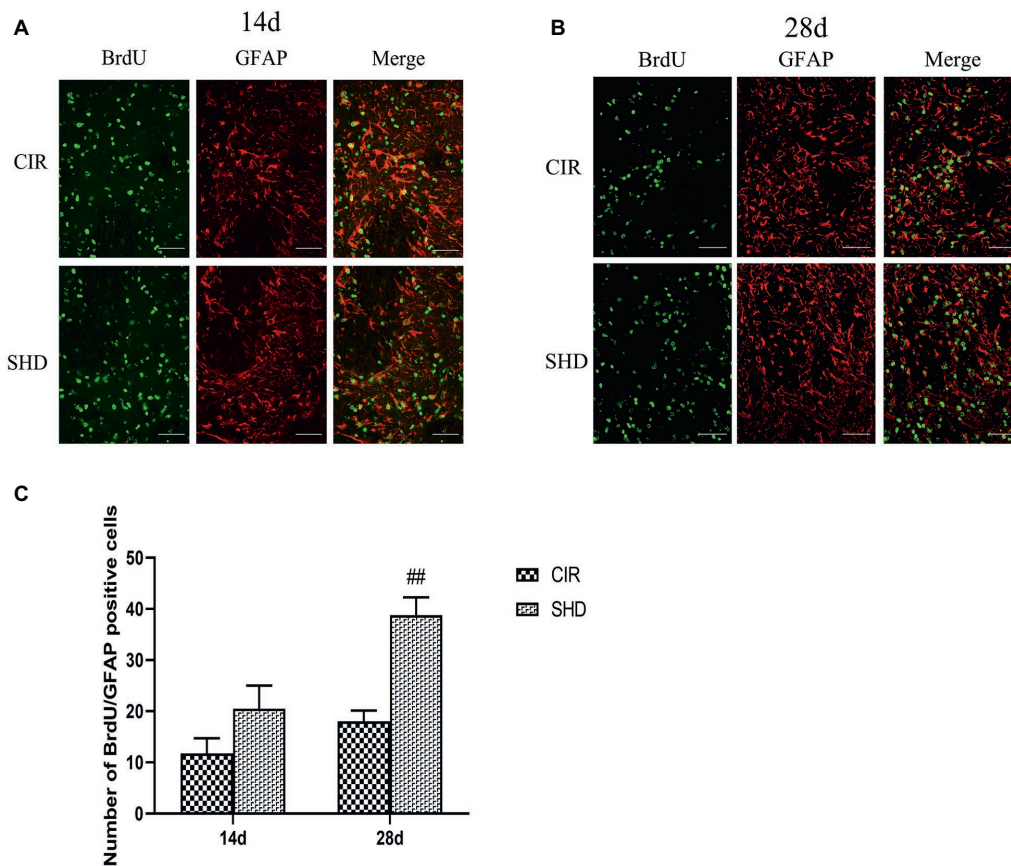 A
14d
BrdU GFAP Merge
CIR
SHD
B
28d
BrdU GFAP Merge
CIR
SHD
C
Number of BrdU/GFAP positive cells
50
40
30
20
10
0
##
14d 28d
CIR
SHD